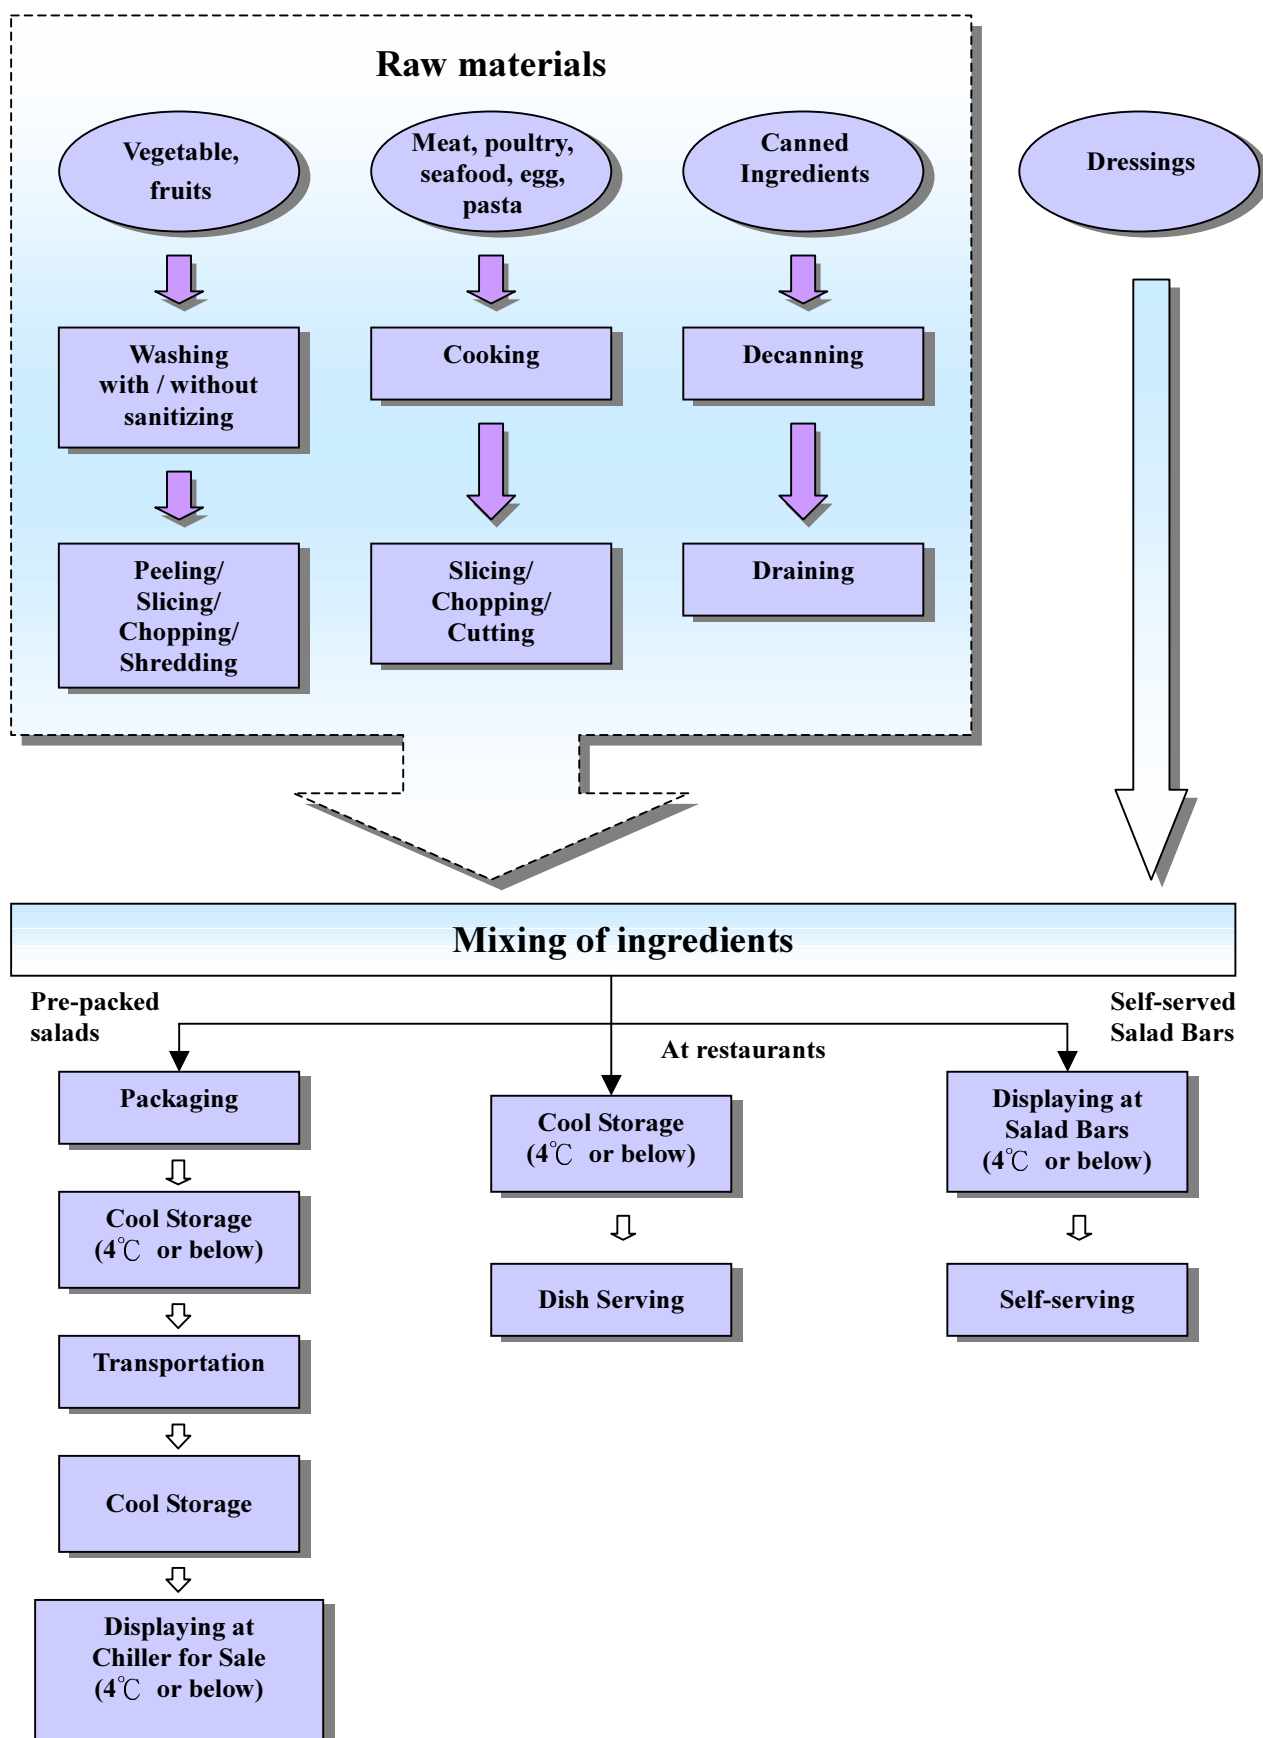 Raw materials
Vegetable,
fruits
Meat, poultry,
seafood, egg,
pasta
Canned
Ingredients
Dressings
Washing
with / without
sanitizing
Cooking
Decanning
Peeling/
Slicing/
Chopping/
Shredding
Slicing/
Chopping/
Cutting
Draining
Mixing of ingredients
Pre-packed
salads
At restaurants
Self-served
Salad Bars
Packaging
Cool Storage
(4℃ or below)
Transportation
Cool Storage
Displaying at
Chiller for Sale
(4℃ or below)
Cool Storage
(4℃ or below)
Dish Serving
Displaying at
Salad Bars
(4℃ or below)
Self-serving